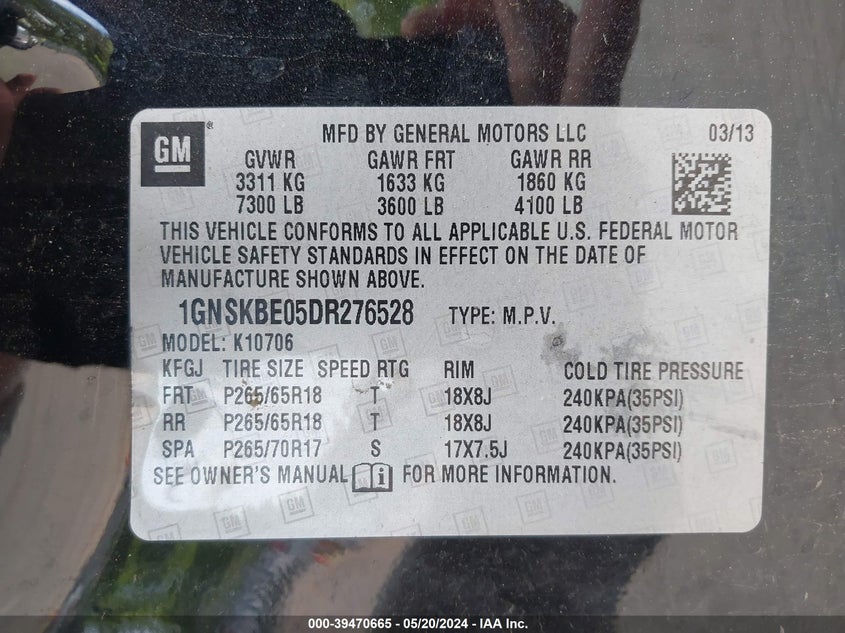 GM ® MFD BY GENERAL MOTORS LLC 03/13
GVWR GAWR FRT GAWR RR
3311 KG 1633 KG 1860 KG
7300 LB 3600 LB 4100 LB
THIS VEHICLE CONFORMS TO ALL APPLICABLE U.S. FEDERAL MOTOR
VEHICLE SAFETY STANDARDS IN EFFECT ON THE DATE OF
MANUFACTURE SHOWN ABOVE.
1GNSKBE05DR276528 TYPE: M.P.V.
MODEL: K10706
KFGJ TIRE SIZE SPEED RTG RIM COLD TIRE PRESSURE
FRT P265/65R18 T 18X8J 240KPA(35PSI)
RR P265/65R18 T 18X8J 240KPA(35PSI)
SPA P265/70R17 S 17X7.5J 240KPA(35PSI)
SEE OWNER'S MANUAL i FOR MORE INFORMATION.
000-39470665 - 05/20/2024 - IAA Inc.